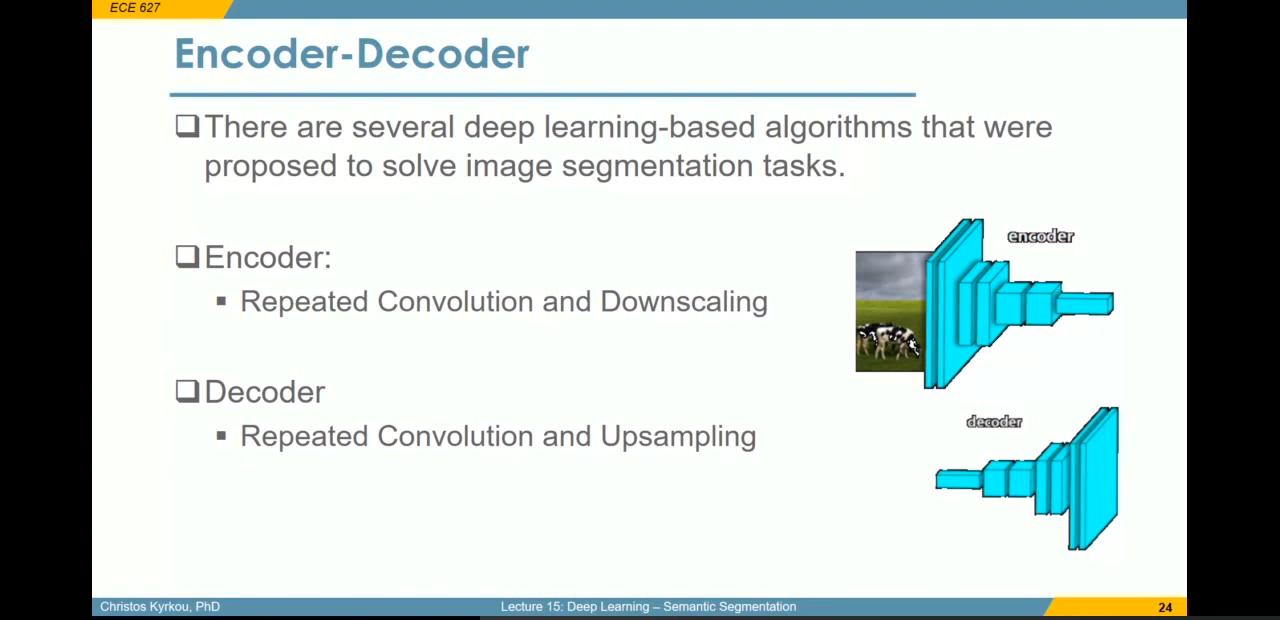 ECE 627
Encoder-Decoder
There are several deep learning-based algorithms that were
proposed to solve image segmentation tasks.
Encoder:
Repeated Convolution and Downscaling
encoder
Decoder
Repeated Convolution and Upsampling
decoder
Christos Kyrkou, PhD
Lecture 15: Deep Learning – Semantic Segmentation
24